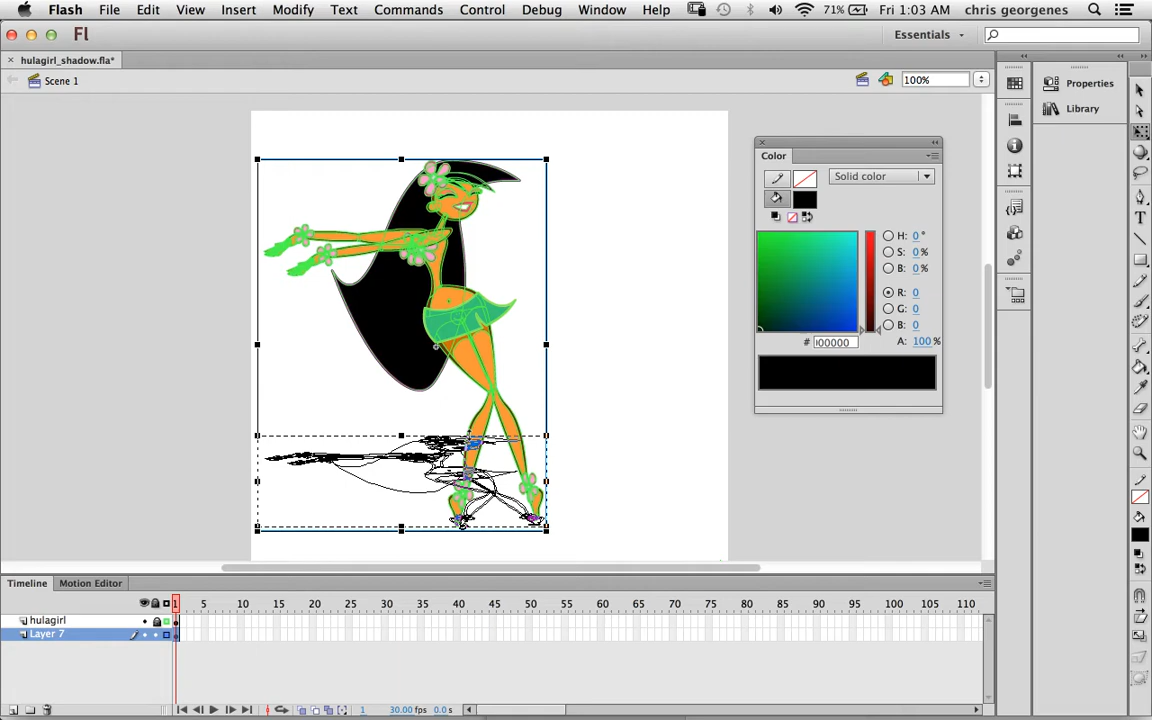 Flash File Edit View Insert Modify Text Commands Control Debug Window Help 71% Fri 1:03 AM chris georgenes
Fl Essentials
hulagirl_shadow.fla*
Scene 1 100%
Properties
Library
Color
Solid color
H: 0 °
S: 0 %
B: 0 %
R: 0
G: 0
B: 0
# 000000 A: 100 %
Timeline Motion Editor
1 5 10 15 20 25 30 35 40 45 50 55 60 65 70 75 80 85 90 95 100 105 110
hulagirl
Layer 7
1 30.00 fps 0.0 s